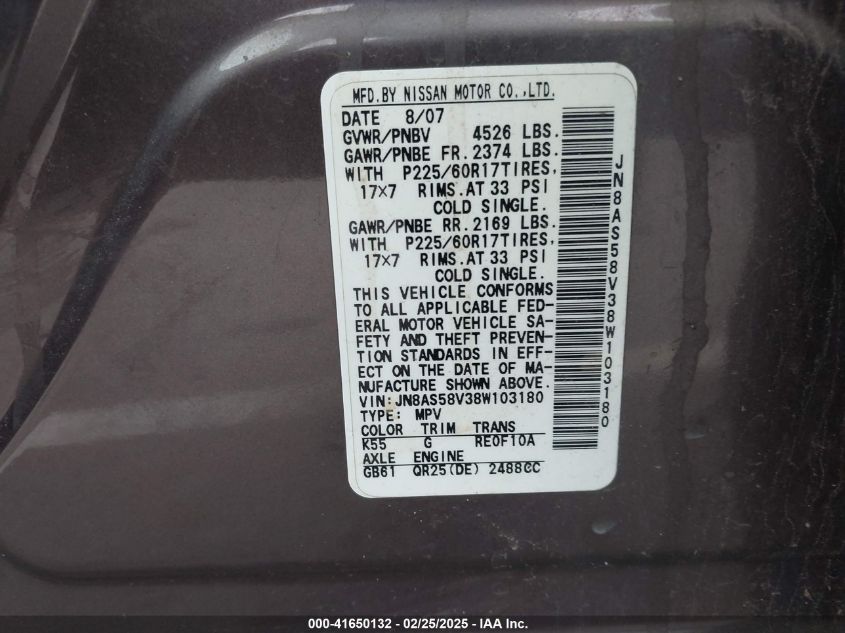 MFD.BY NISSAN MOTOR CO.,LTD.
DATE 8/07
GVWR/PNBV 4526 LBS.
GAWR/PNBE FR.2374 LBS.
WITH P225/60R17TIRES,
17×7 RIMS.AT 33 PSI
COLD SINGLE.
GAWR/PNBE RR.2169 LBS.
WITH P225/60R17TIRES,
17×7 RIMS.AT 33 PSI
COLD SINGLE.
THIS VEHICLE CONFORMS
TO ALL APPLICABLE FED-
ERAL MOTOR VEHICLE SA-
FETY AND THEFT PREVEN-
TION STANDARDS IN EFF-
ECT ON THE DATE OF MA-
NUFACTURE SHOWN ABOVE.
VIN: JN8AS58V38W103180
TYPE: MPV
COLOR TRIM TRANS
K55 G RE0F10A
AXLE ENGINE
GB61 QR25(DE) 2488CC
JN8AS58V38W103180
000-41650132 - 02/25/2025 - IAA Inc.